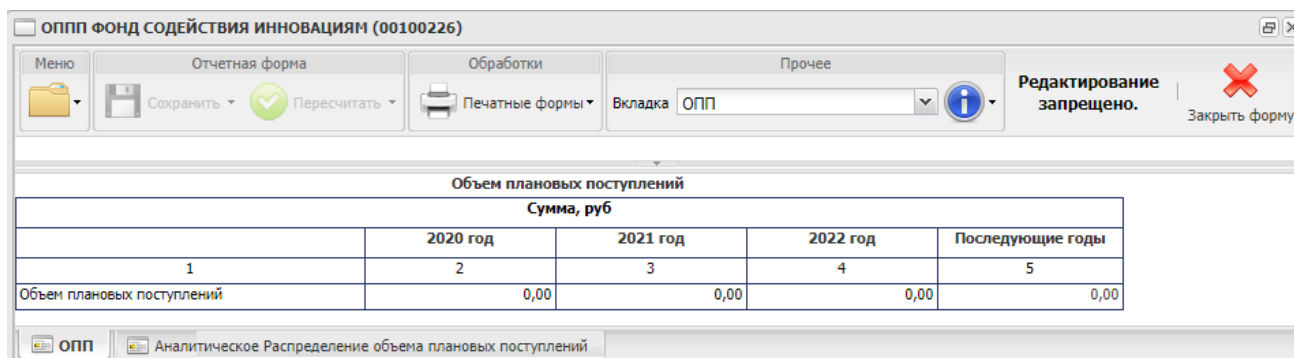 ОППП ФОНД СОДЕЙСТВИЯ ИННОВАЦИЯМ (00100226)
Меню
Отчетная форма
Обработки
Прочее
Сохранить
Пересчитать
Печатные формы
Вкладка ОПП
Редактирование
запрещено.
Закрыть форму
Объем плановых поступлений
Сумма, руб
2020 год 2021 год 2022 год Последующие годы
1 2 3 4 5
Объем плановых поступлений 0,00 0,00 0,00 0,00
ОПП Аналитическое Распределение объема плановых поступлений